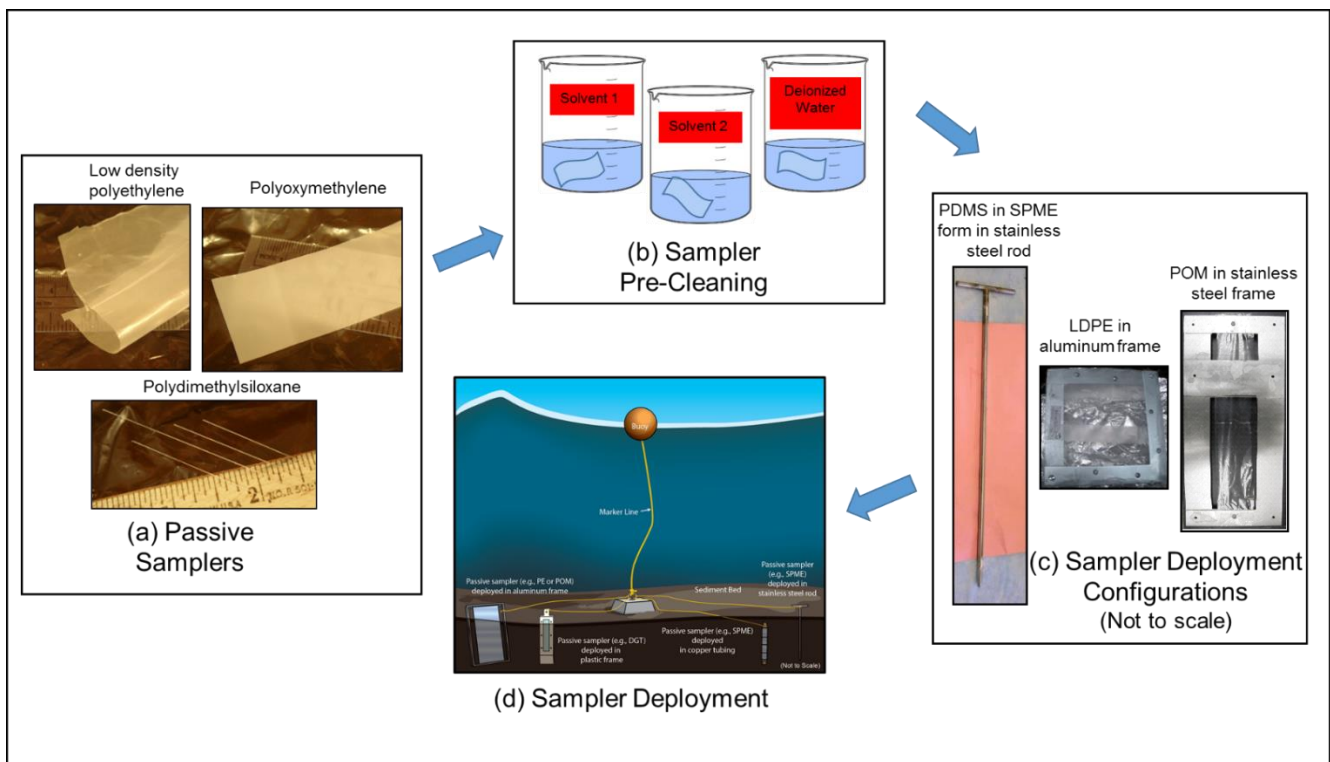 Low density
polyethylene
Polyoxymethylene
Polydimethylsiloxane
2
(a) Passive
Samplers
Solvent 1
Solvent 2
Deionized
Water
(b) Sampler
Pre-Cleaning
PDMS in SPME
form in stainless
steel rod
LDPE in
aluminum frame
POM in stainless
steel frame
(c) Sampler Deployment
Configurations
(Not to scale)
Buoy
Marker Line
Passive sampler (e.g., PE or POM)
deployed in aluminum frame
Sediment Bed
Passive sampler
(e.g., SPME)
deployed in
stainless steel rod
Passive sampler (e.g., DGT)
deployed in
plastic frame
Passive sampler (e.g., SPME)
deployed
in copper tubing
(Not to Scale)
(d) Sampler Deployment